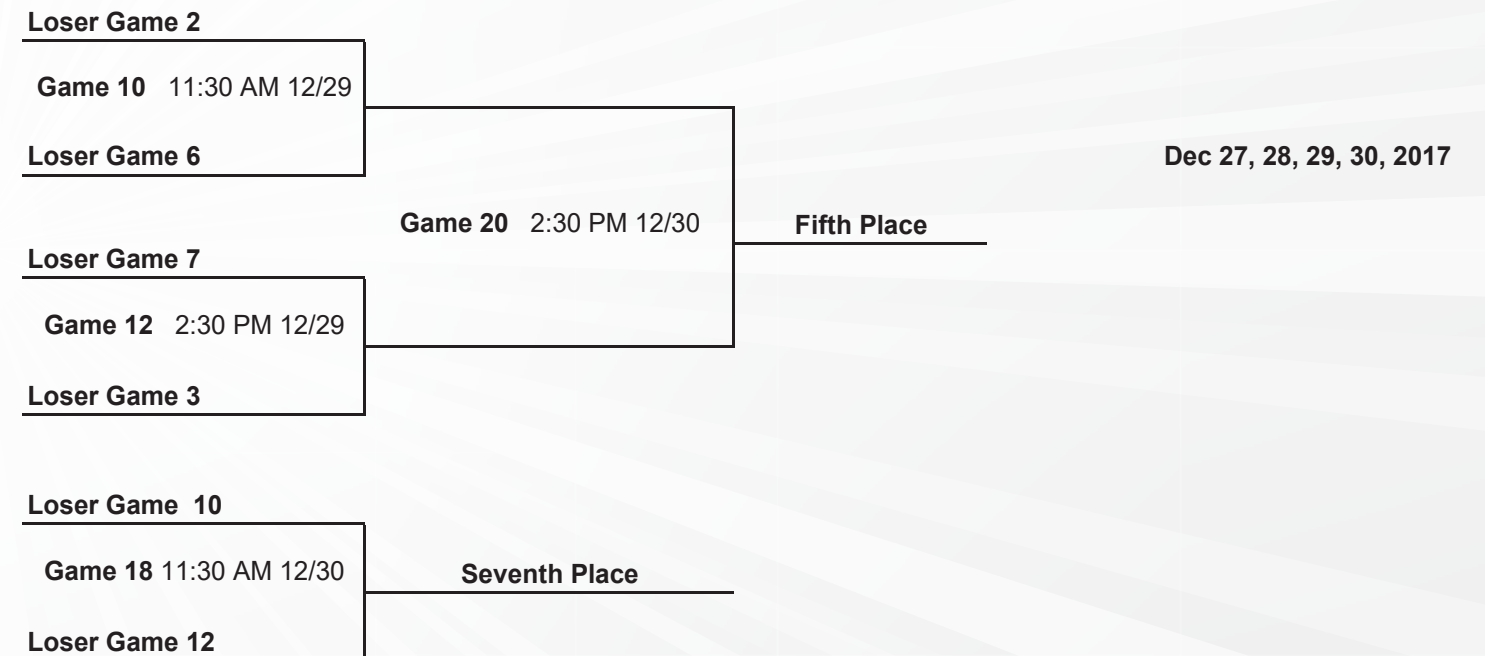 Loser Game 2
Game 10 11:30 AM 12/29
Loser Game 6
Dec 27, 28, 29, 30, 2017
Game 20 2:30 PM 12/30
Fifth Place
Loser Game 7
Game 12 2:30 PM 12/29
Loser Game 3
Loser Game 10
Game 18 11:30 AM 12/30
Seventh Place
Loser Game 12